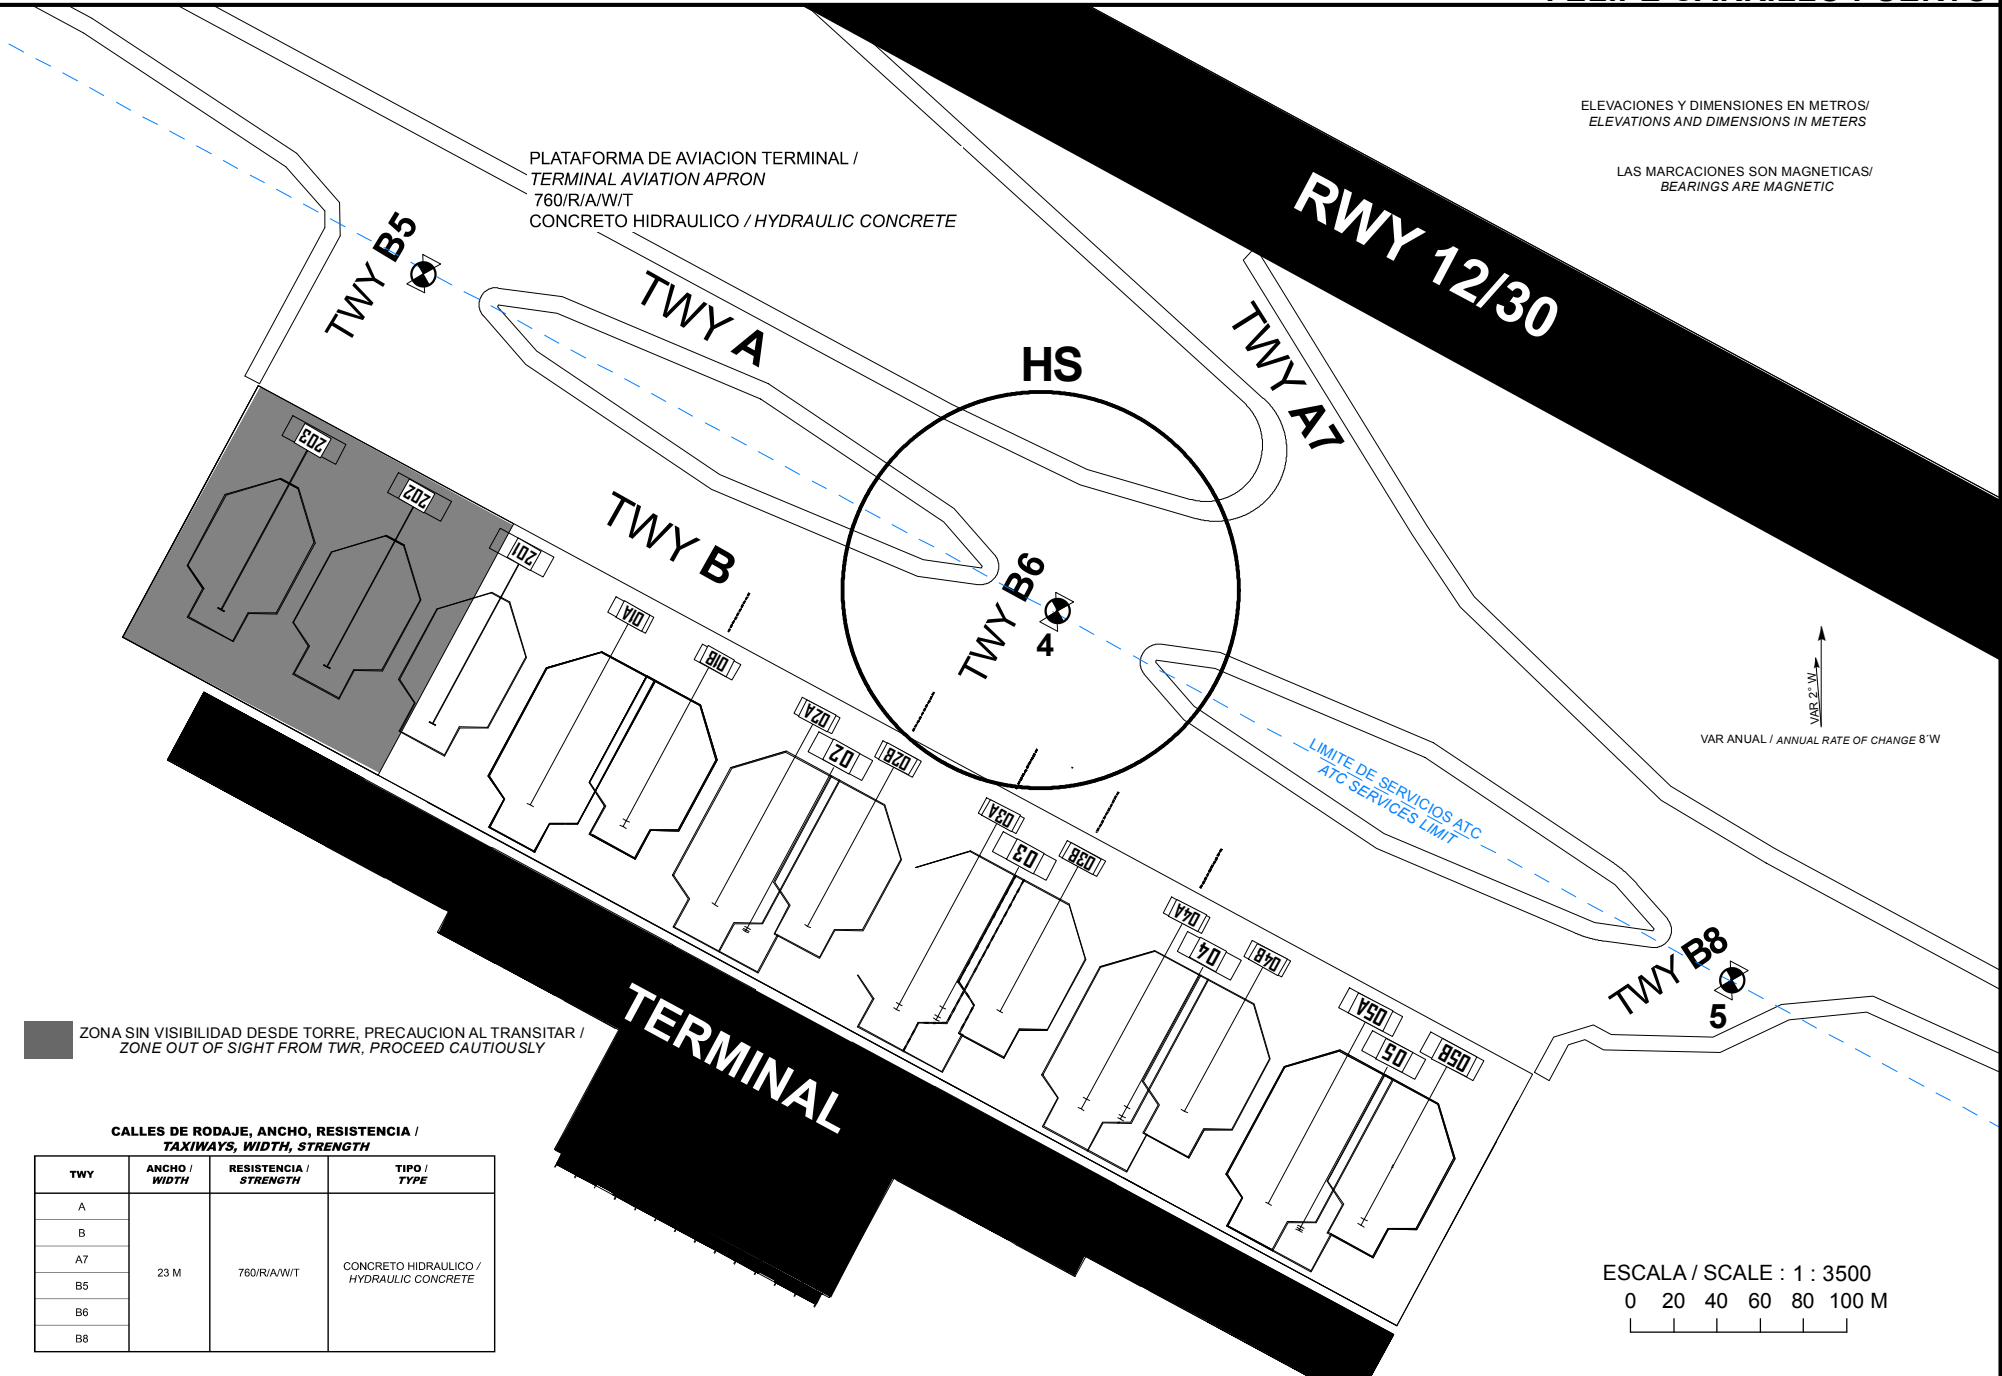 ELEVACIONES Y DIMENSIONES EN METROS/
ELEVATIONS AND DIMENSIONS IN METERS
LAS MARCACIONES SON MAGNETICAS/
BEARINGS ARE MAGNETIC
PLATAFORMA DE AVIACION TERMINAL /
TERMINAL AVIATION APRON
760/R/A/W/T
CONCRETO HIDRAULICO / HYDRAULIC CONCRETE
RWY 12/30
TWY B5
TWY A
HS
TWY A7
TWY B
TWY B6
4
LIMITE DE SERVICIOS ATC
ATC SERVICES LIMIT
TWY B8
5
VAR 2° W
VAR ANUAL / ANNUAL RATE OF CHANGE 8'W
203
202
201
01A
01B
02A
02
02B
03A
03
03B
04A
04
04B
05A
05
05B
TERMINAL
ZONA SIN VISIBILIDAD DESDE TORRE, PRECAUCION AL TRANSITAR /
ZONE OUT OF SIGHT FROM TWR, PROCEED CAUTIOUSLY
CALLES DE RODAJE, ANCHO, RESISTENCIA /
TAXIWAYS, WIDTH, STRENGTH
TWY
ANCHO /
WIDTH
RESISTENCIA /
STRENGTH
TIPO /
TYPE
A
B
A7
B5
B6
B8
23 M
760/R/A/W/T
CONCRETO HIDRAULICO /
HYDRAULIC CONCRETE
ESCALA / SCALE : 1 : 3500
0 20 40 60 80 100 M